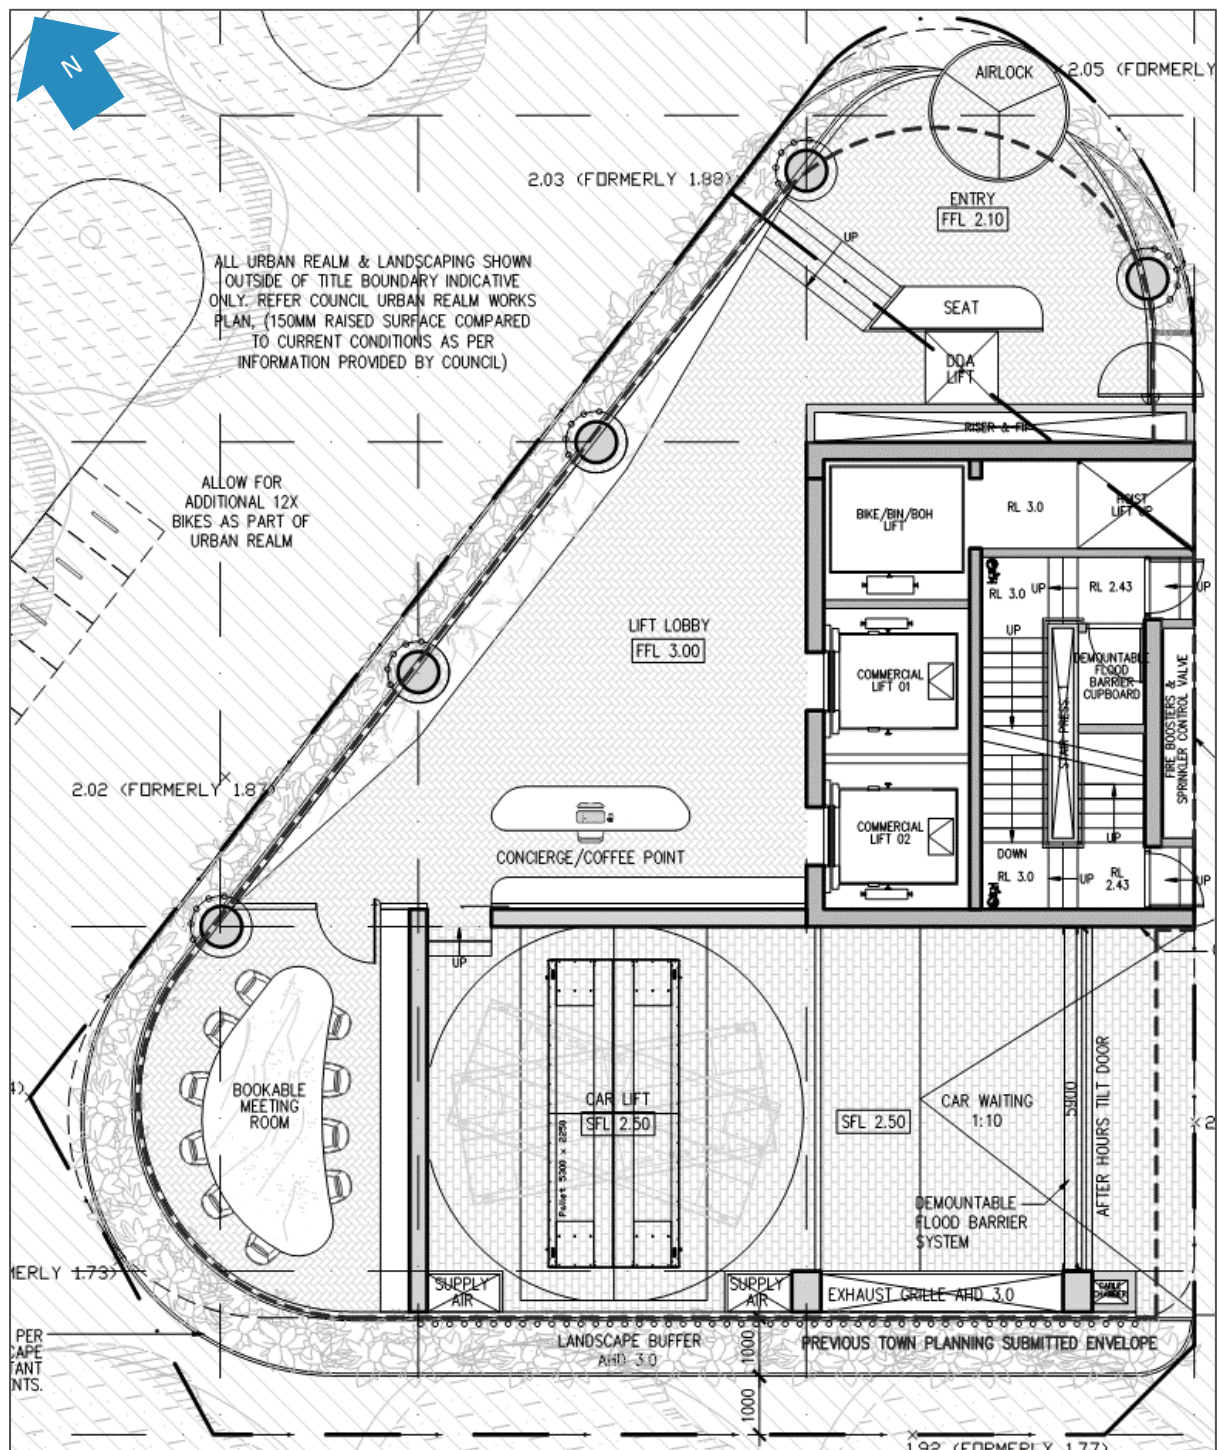 N
AIRLOCK
2.05 (FORMERLY
2.03 (FORMERLY 1.88)
ENTRY
FFL 2.10
UP
ALL URBAN REALM & LANDSCAPING SHOWN
OUTSIDE OF TITLE BOUNDARY INDICATIVE
ONLY. REFER COUNCIL URBAN REALM WORKS
PLAN, (150MM RAISED SURFACE COMPARED
TO CURRENT CONDITIONS AS PER
INFORMATION PROVIDED BY COUNCIL)
SEAT
DDA
LIFT
RISER & FIP
ALLOW FOR
ADDITIONAL 12X
BIKES AS PART OF
URBAN REALM
BIKE/BIN/BOH
LIFT
RL 3.0
HOIST
LIFT UP
RL 3.0
UP
RL 2.43
UP
LIFT LOBBY
FFL 3.00
UP
COMMERCIAL
LIFT 01
DEMOUNTABLE
FLOOD
BARRIER
CUPBOARD
STAIR PRESS.
FIRE BOOSTERS &
SPRINKLER CONTROL VALVE
2.02 (FORMERLY 1.87)
CONCIERGE/COFFEE POINT
COMMERCIAL
LIFT 02
UP
DOWN
RL 3.0
UP
RL
2.43
UP
UP
BOOKABLE
MEETING
ROOM
CAR LIFT
SFL 2.50
Pallet 5300 x 2250
SFL 2.50
CAR WAITING
1:10
5900
AFTER HOURS TILT DOOR
4)
2
DEMOUNTABLE
FLOOD BARRIER
SYSTEM
MERLY 1.73)
SUPPLY
AIR
SUPPLY
AIR
EXHAUST GRILLE AHD 3.0
CABLE
CHAMBER
PER
CAPE
TANT
NTS.
LANDSCAPE BUFFER
AHD 3.0
1000
PREVIOUS TOWN PLANNING SUBMITTED ENVELOPE
1000
1.92 (FORMERLY 1.77)